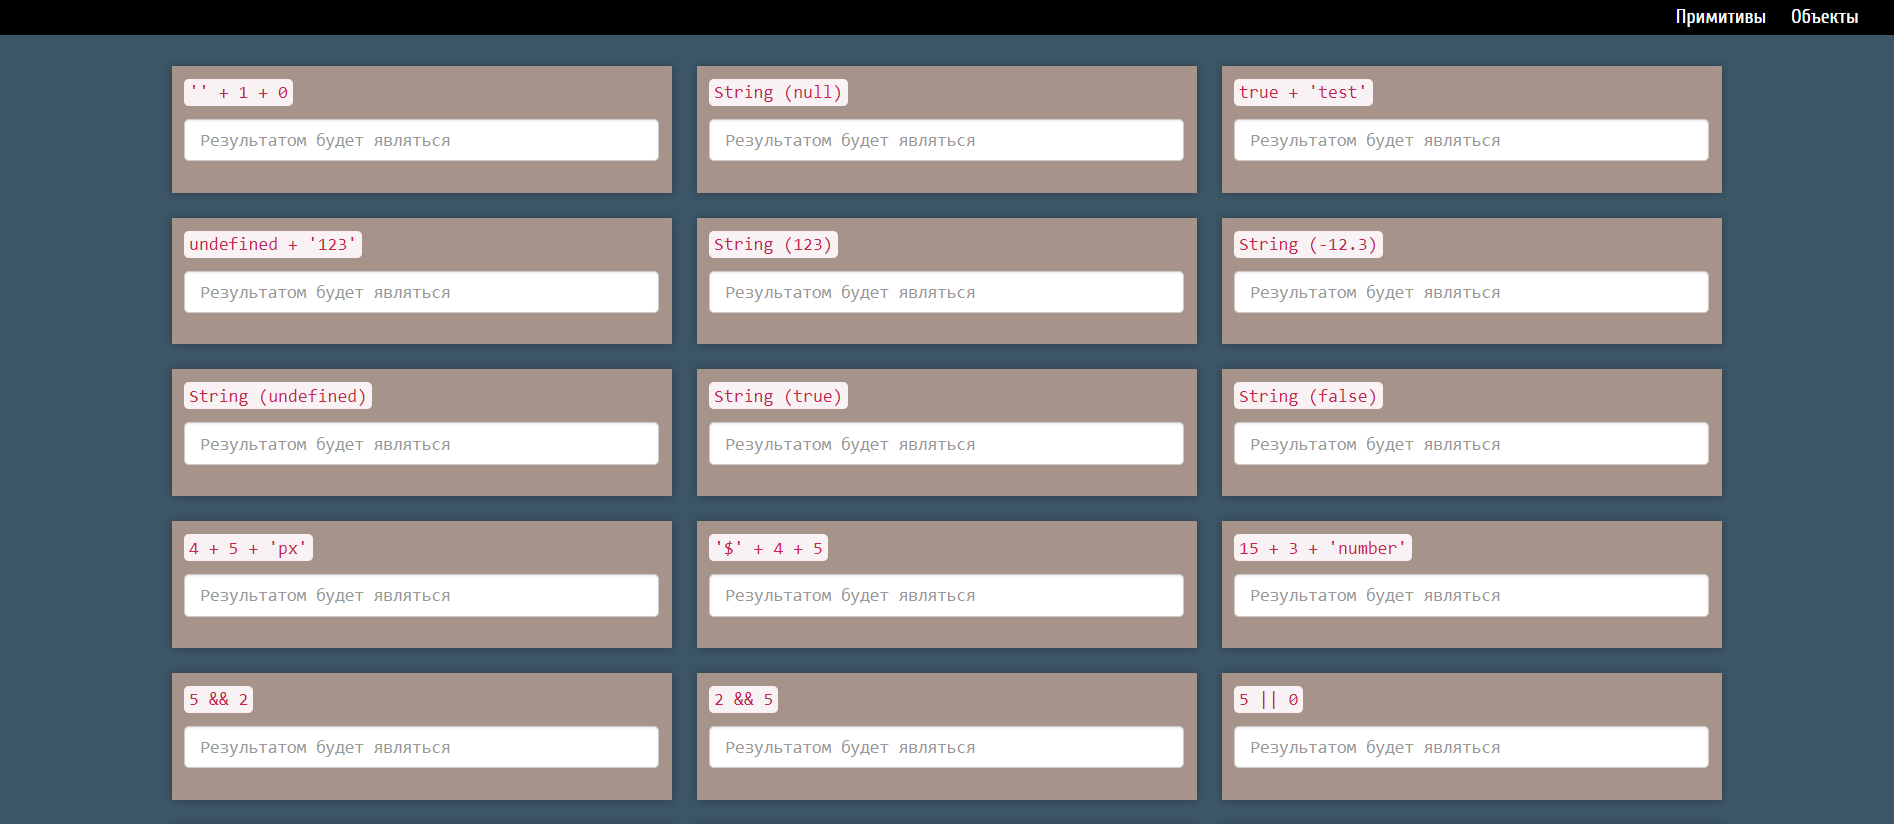 Примитивы Объекты
'' + 1 + 0
Результатом будет являться
String (null)
Результатом будет являться
true + 'test'
Результатом будет являться
undefined + '123'
Результатом будет являться
String (123)
Результатом будет являться
String (-12.3)
Результатом будет являться
String (undefined)
Результатом будет являться
String (true)
Результатом будет являться
String (false)
Результатом будет являться
4 + 5 + 'px'
Результатом будет являться
'$' + 4 + 5
Результатом будет являться
15 + 3 + 'number'
Результатом будет являться
5 && 2
Результатом будет являться
2 && 5
Результатом будет являться
5 || 0
Результатом будет являться